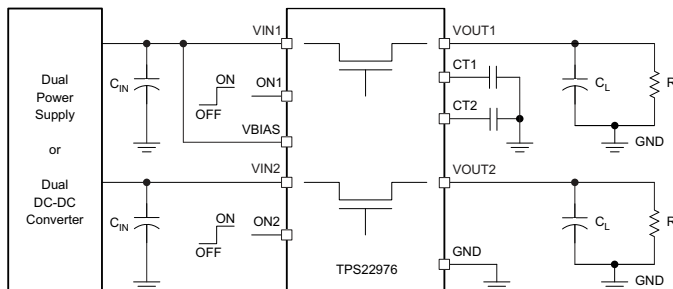 Dual
Power
Supply
or
Dual
DC-DC
Converter
CIN
ON
OFF
VIN1
ON1
VBIAS
VIN2
CIN
ON
OFF
ON2
TPS22976
VOUT1
CT1
CT2
CL
R
GND
VOUT2
GND
CL
R
GND